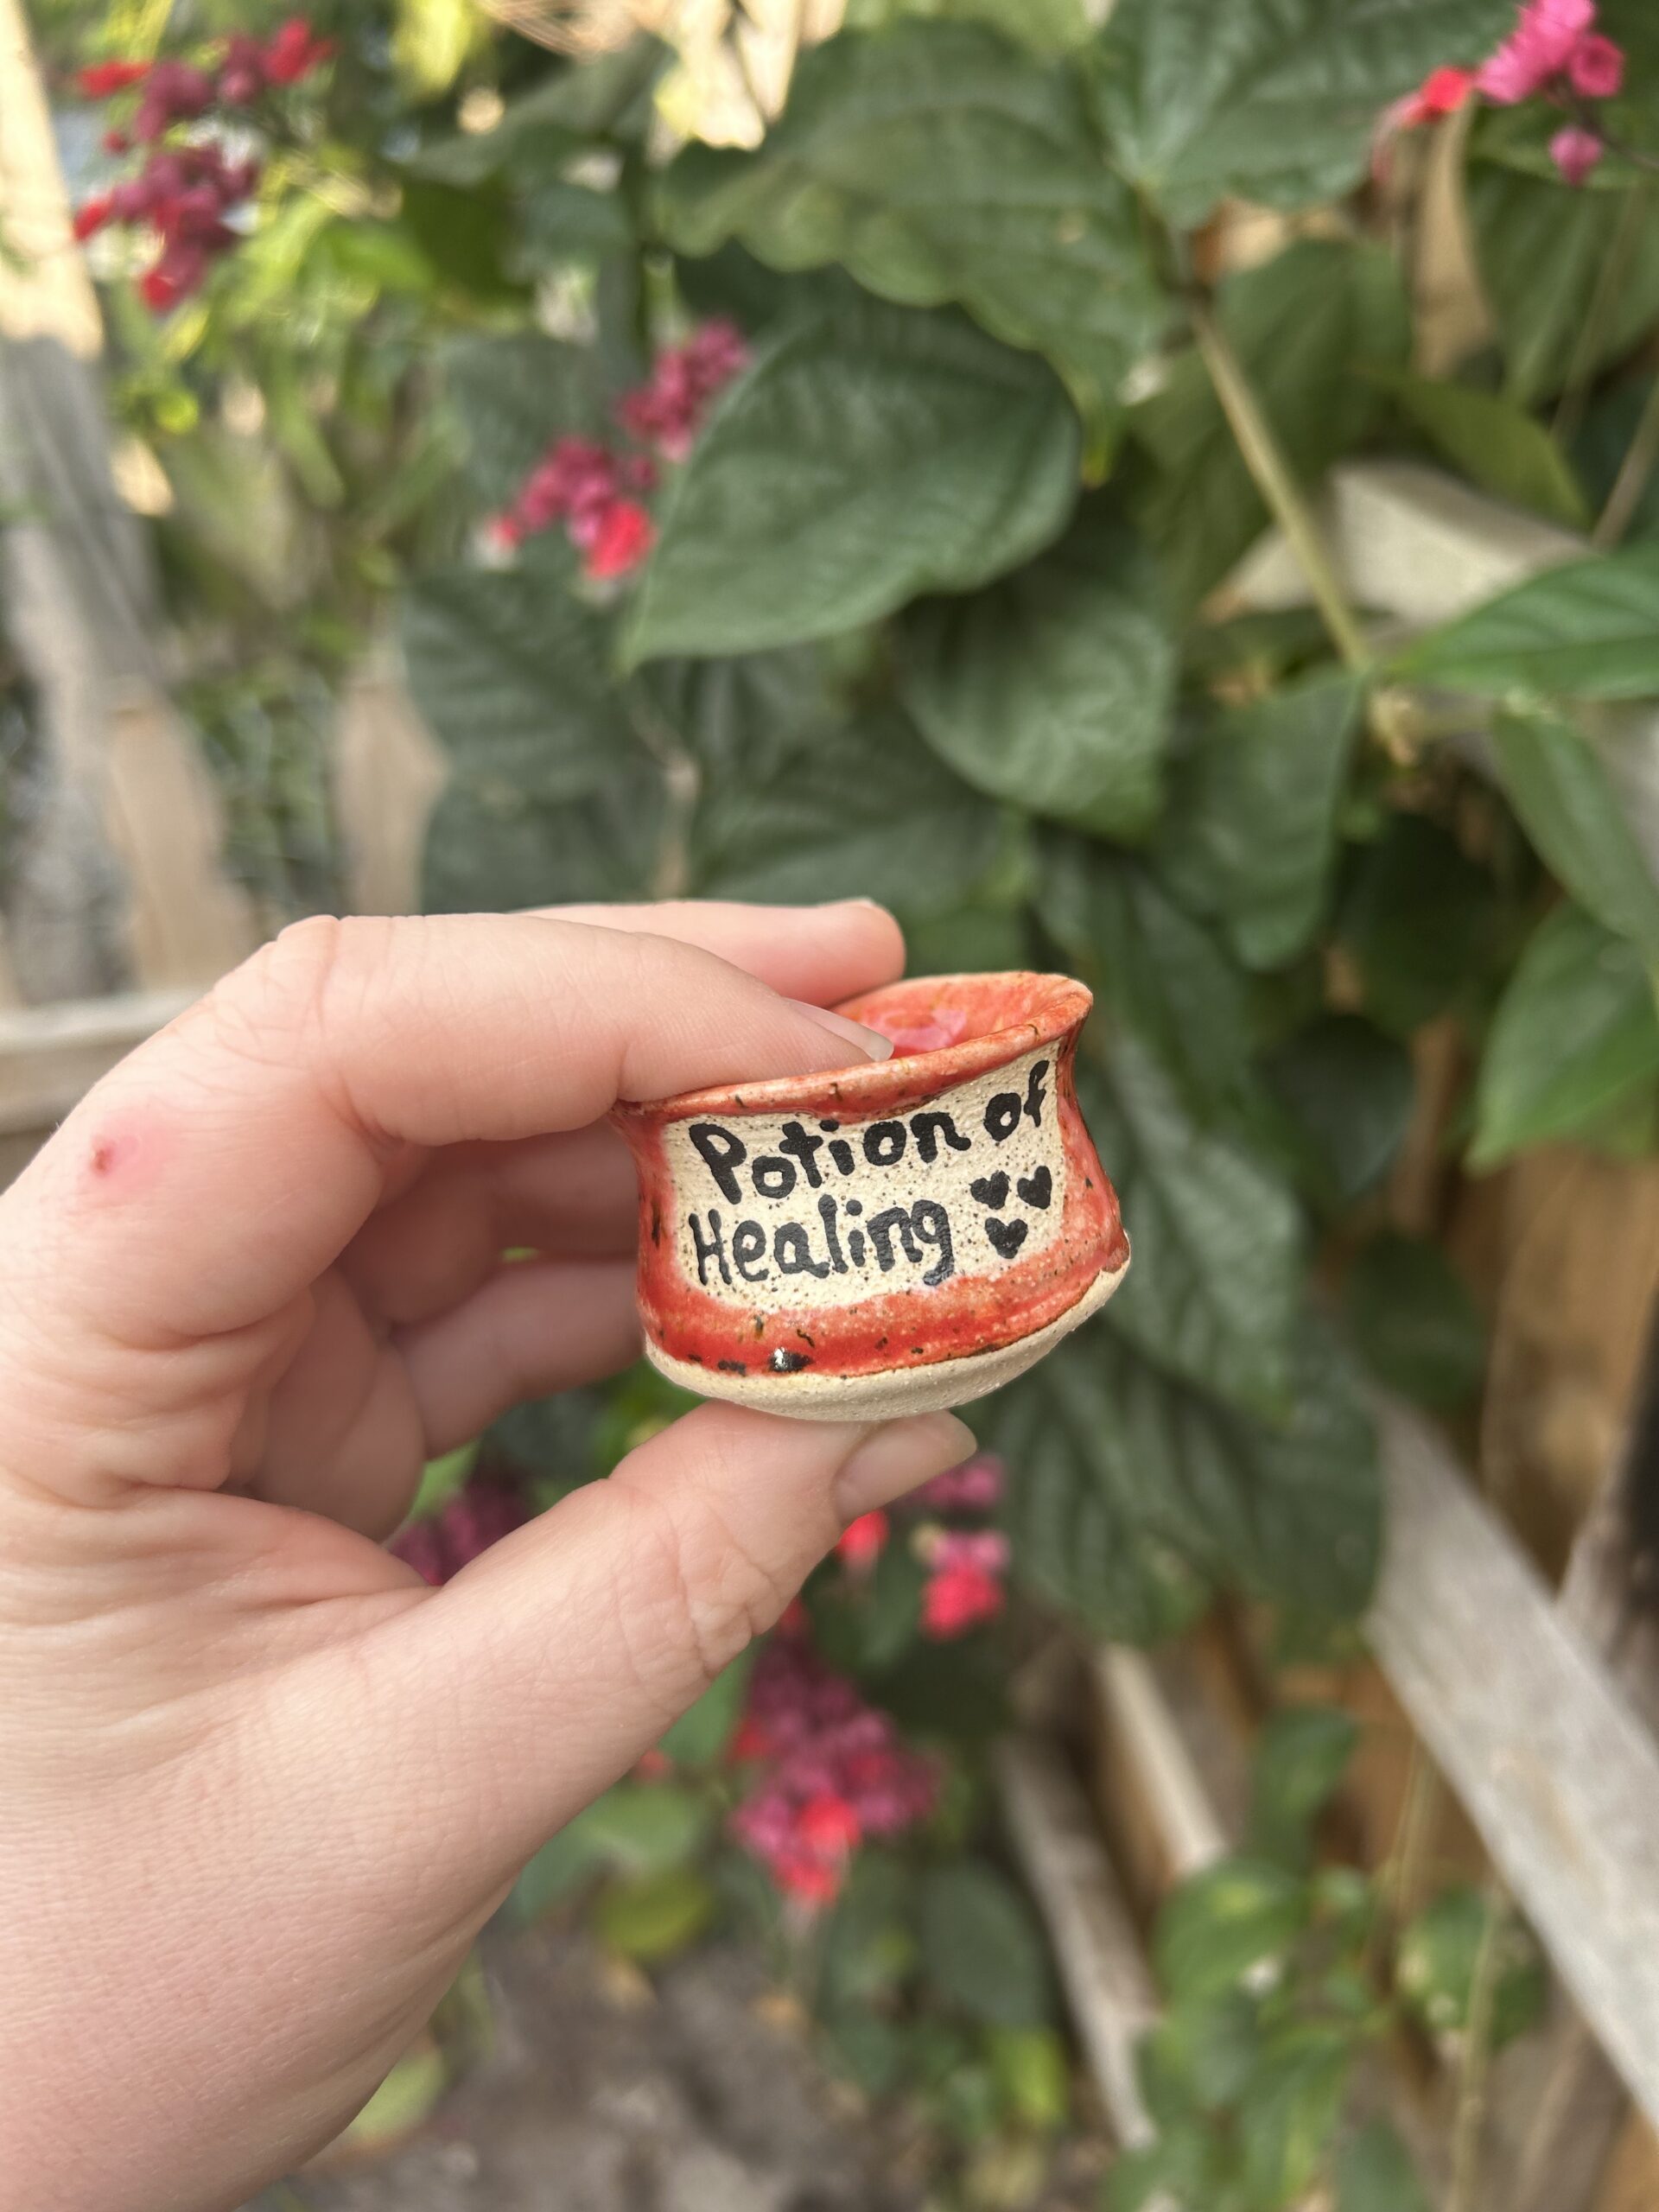 Potion of
Healing